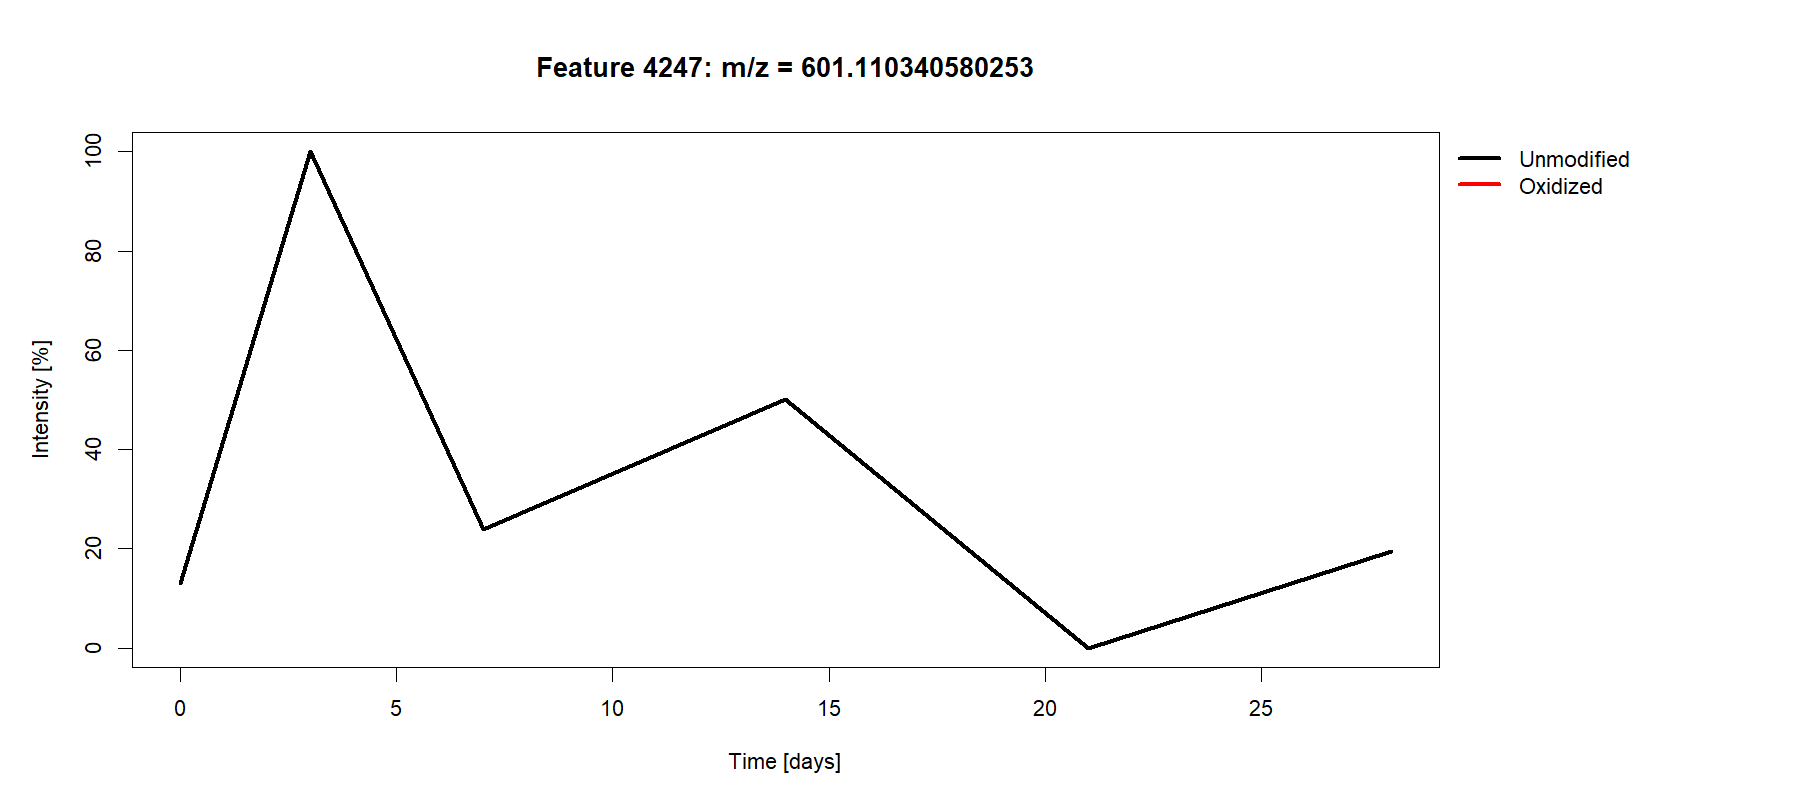 Feature 4247: m/z = 601.110340580253
Unmodified
Oxidized
Intensity [%]
100
80
60
40
20
0
0 5 10 15 20 25
Time [days]